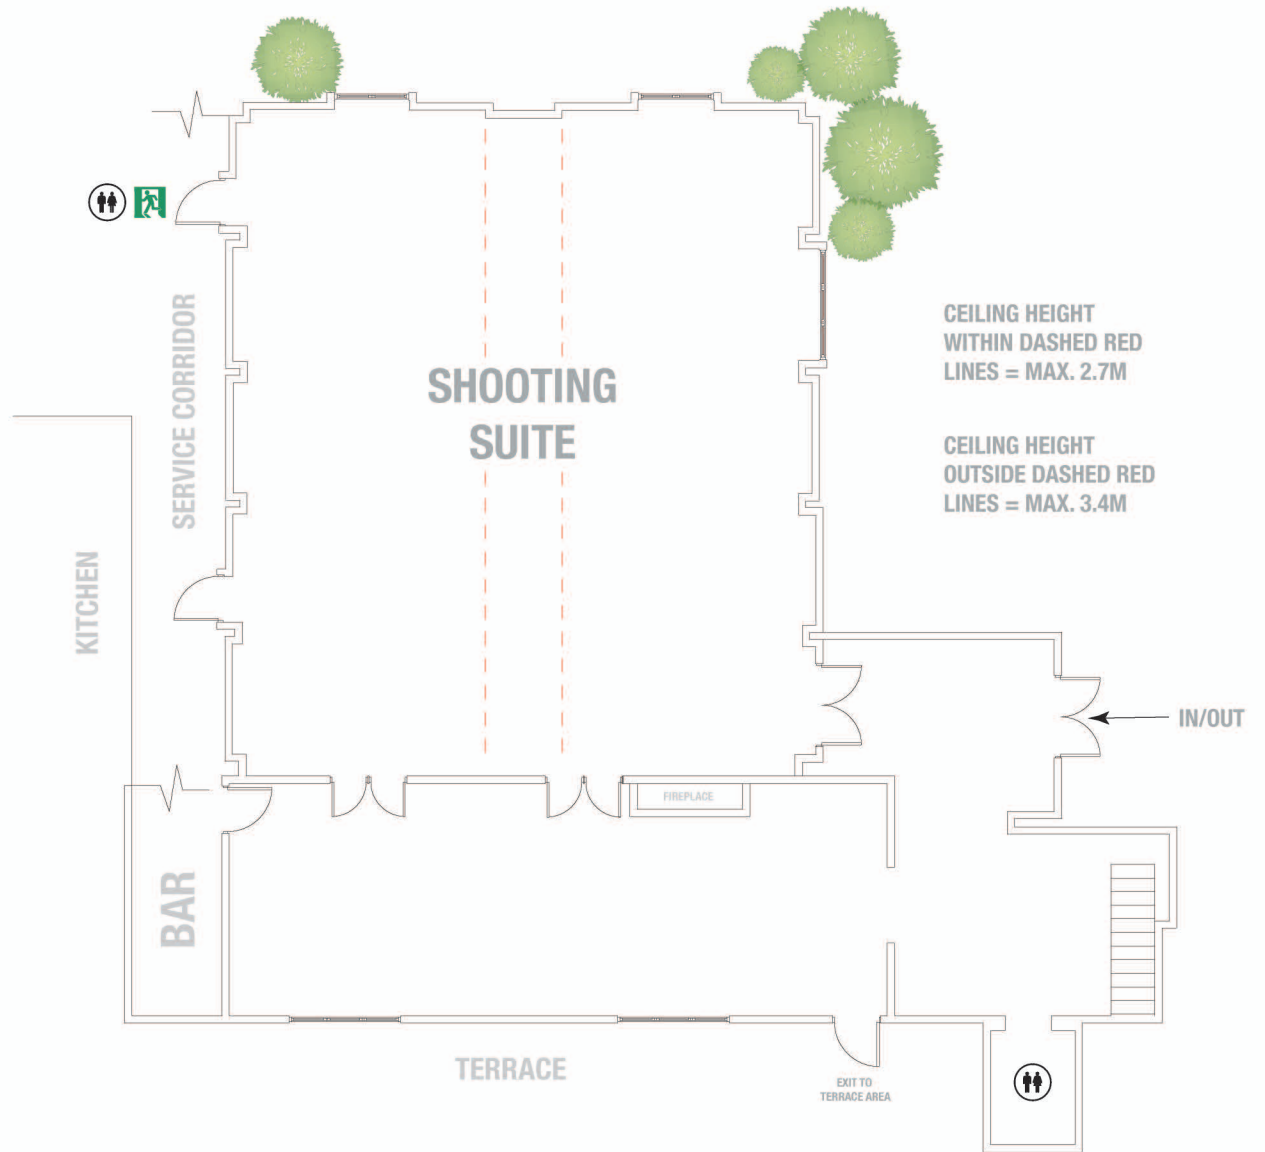 SHOOTING
SUITE
CEILING HEIGHT
WITHIN DASHED RED
LINES = MAX. 2.7M
CEILING HEIGHT
OUTSIDE DASHED RED
LINES = MAX. 3.4M
SERVICE CORRIDOR
KITCHEN
IN/OUT
FIREPLACE
BAR
TERRACE
EXIT TO
TERRACE AREA